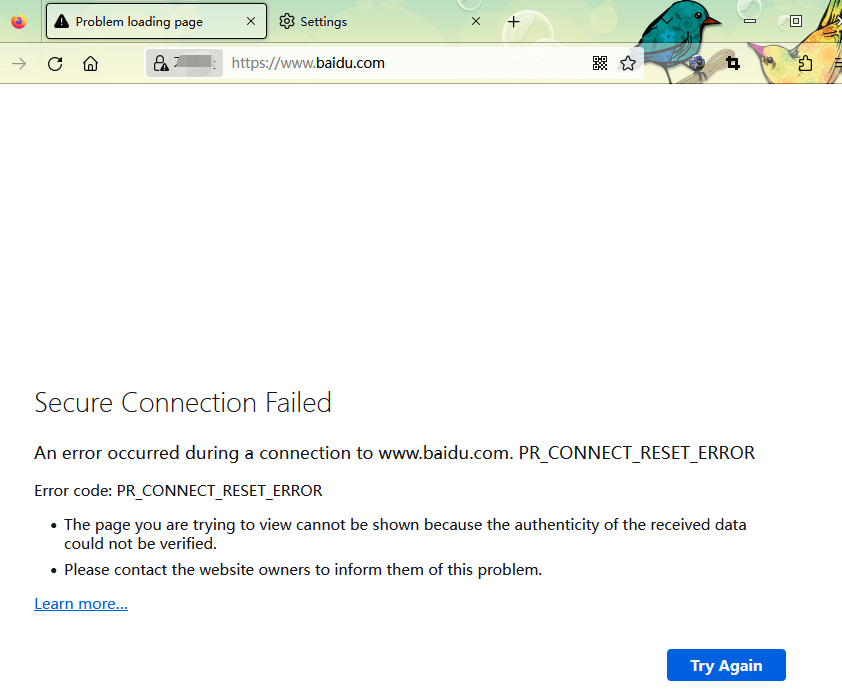 Problem loading page
Settings
https://www.baidu.com
Secure Connection Failed
An error occurred during a connection to www.baidu.com. PR_CONNECT_RESET_ERROR
Error code: PR_CONNECT_RESET_ERROR
The page you are trying to view cannot be shown because the authenticity of the received data
could not be verified.
Please contact the website owners to inform them of this problem.
Learn more...
Try Again